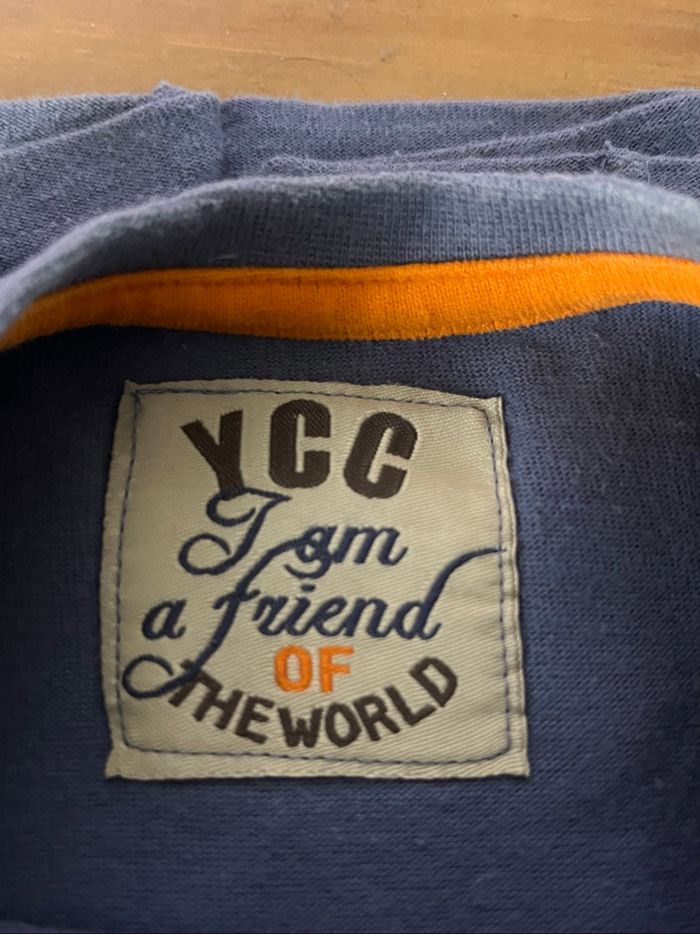 YCC
I am
a friend
OF
THE WORLD